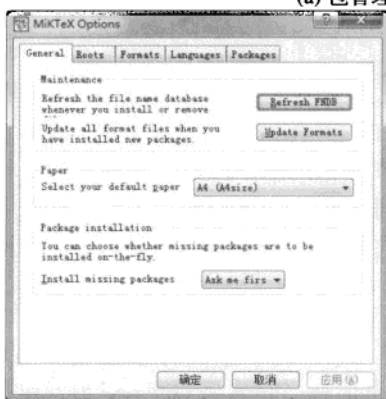 (a) 包管理
MiKTeX Options
General Roots Formats Languages Packages
Maintenance
Refresh the file name database
whenever you install or remove
Refresh FNDB
Update all format files when you
have installed new packages.
Update Formats
Paper
Select your default paper A4 (A4size)
Package installation
You can choose whether missing packages are to be
installed on-the-fly.
Install missing packages Ask me firs
确定 取消 应用(A)